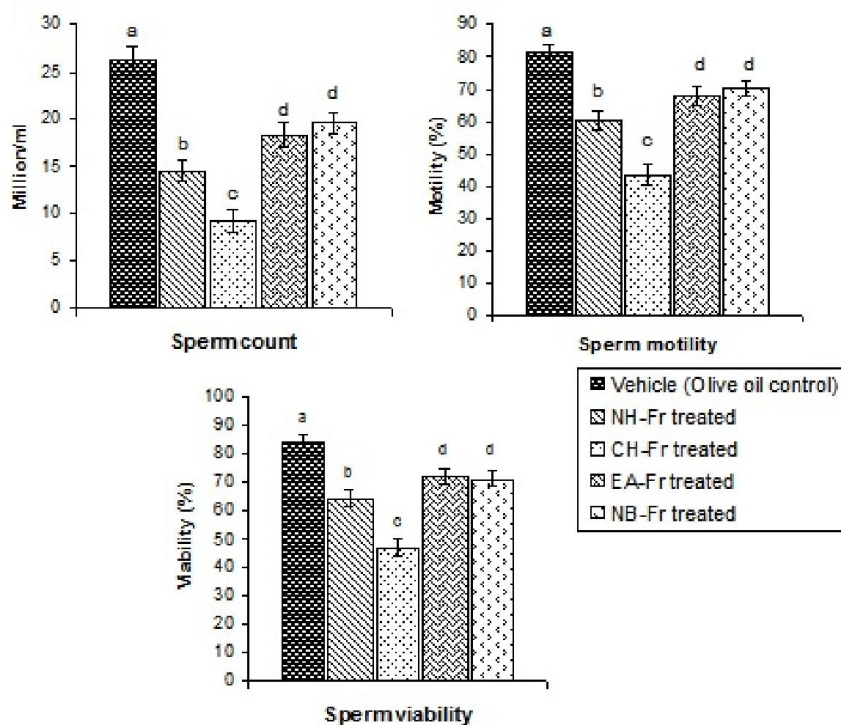 30
25
20
15
10
5
0
Million/ml
a
b
c
d
d
Sperm count
90
80
70
60
50
40
30
20
10
0
Motility (%)
a
b
c
d
d
Sperm motility
100
90
80
70
60
50
40
30
20
10
0
Viability (%)
a
b
c
d
d
Sperm viability
Vehicle (Olive oil control)
NH-Fr treated
CH-Fr treated
EA-Fr treated
NB-Fr treated